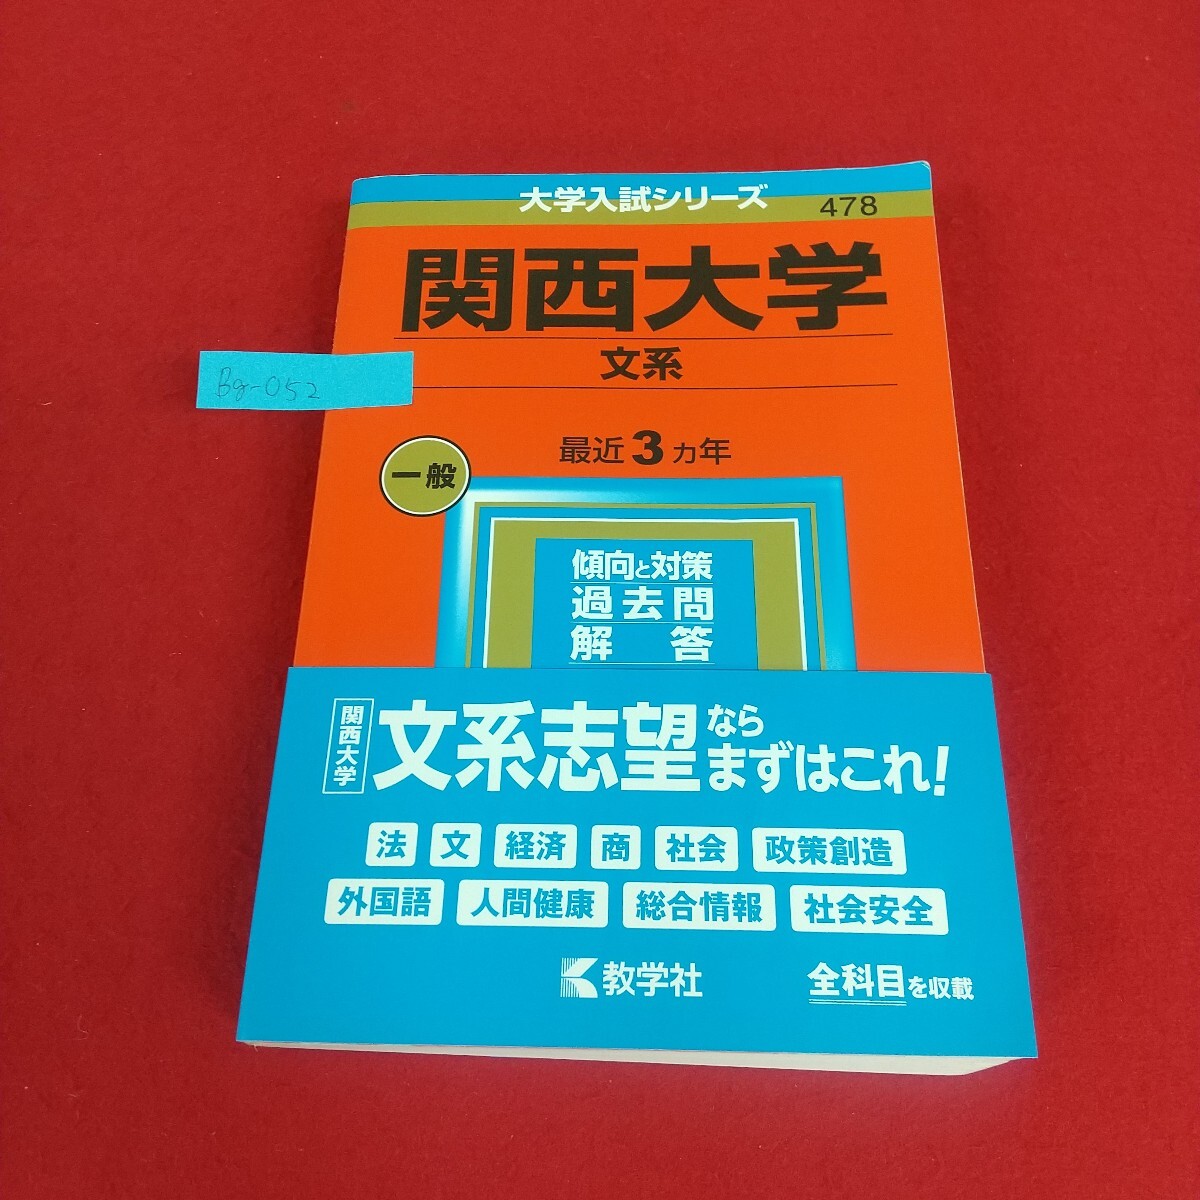 大学入試シリーズ
478
関西大学
文系
Bg-052
最近3ヵ年
一般
傾向と対策
過去問
解答
関西大学
文系志望なら
まずはこれ!
法 文 経済 商 社会 政策創造
外国語 人間健康 総合情報 社会安全
教学社
全科目を収載